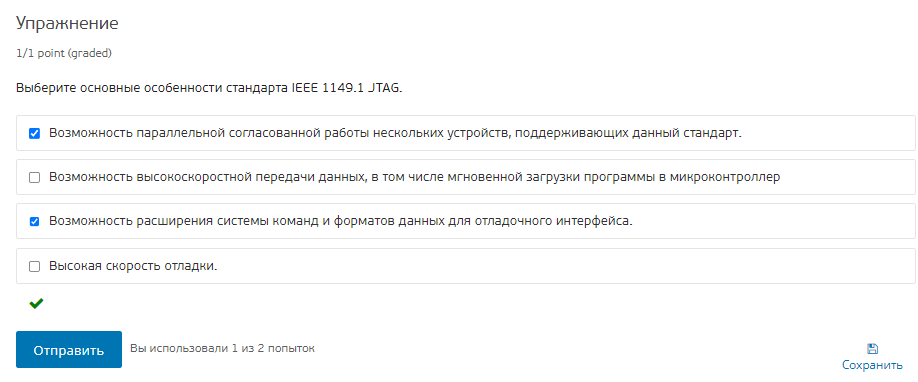 Упражнение
1/1 point (graded)
Выберите основные особенности стандарта IEEE 1149.1 JTAG.
Возможность параллельной согласованной работы нескольких устройств, поддерживающих данный стандарт.
Возможность высокоскоростной передачи данных, в том числе мгновенной загрузки программы в микроконтроллер
Возможность расширения системы команд и форматов данных для отладочного интерфейса.
Высокая скорость отладки.
Отправить
Вы использовали 1 из 2 попыток
Сохранить